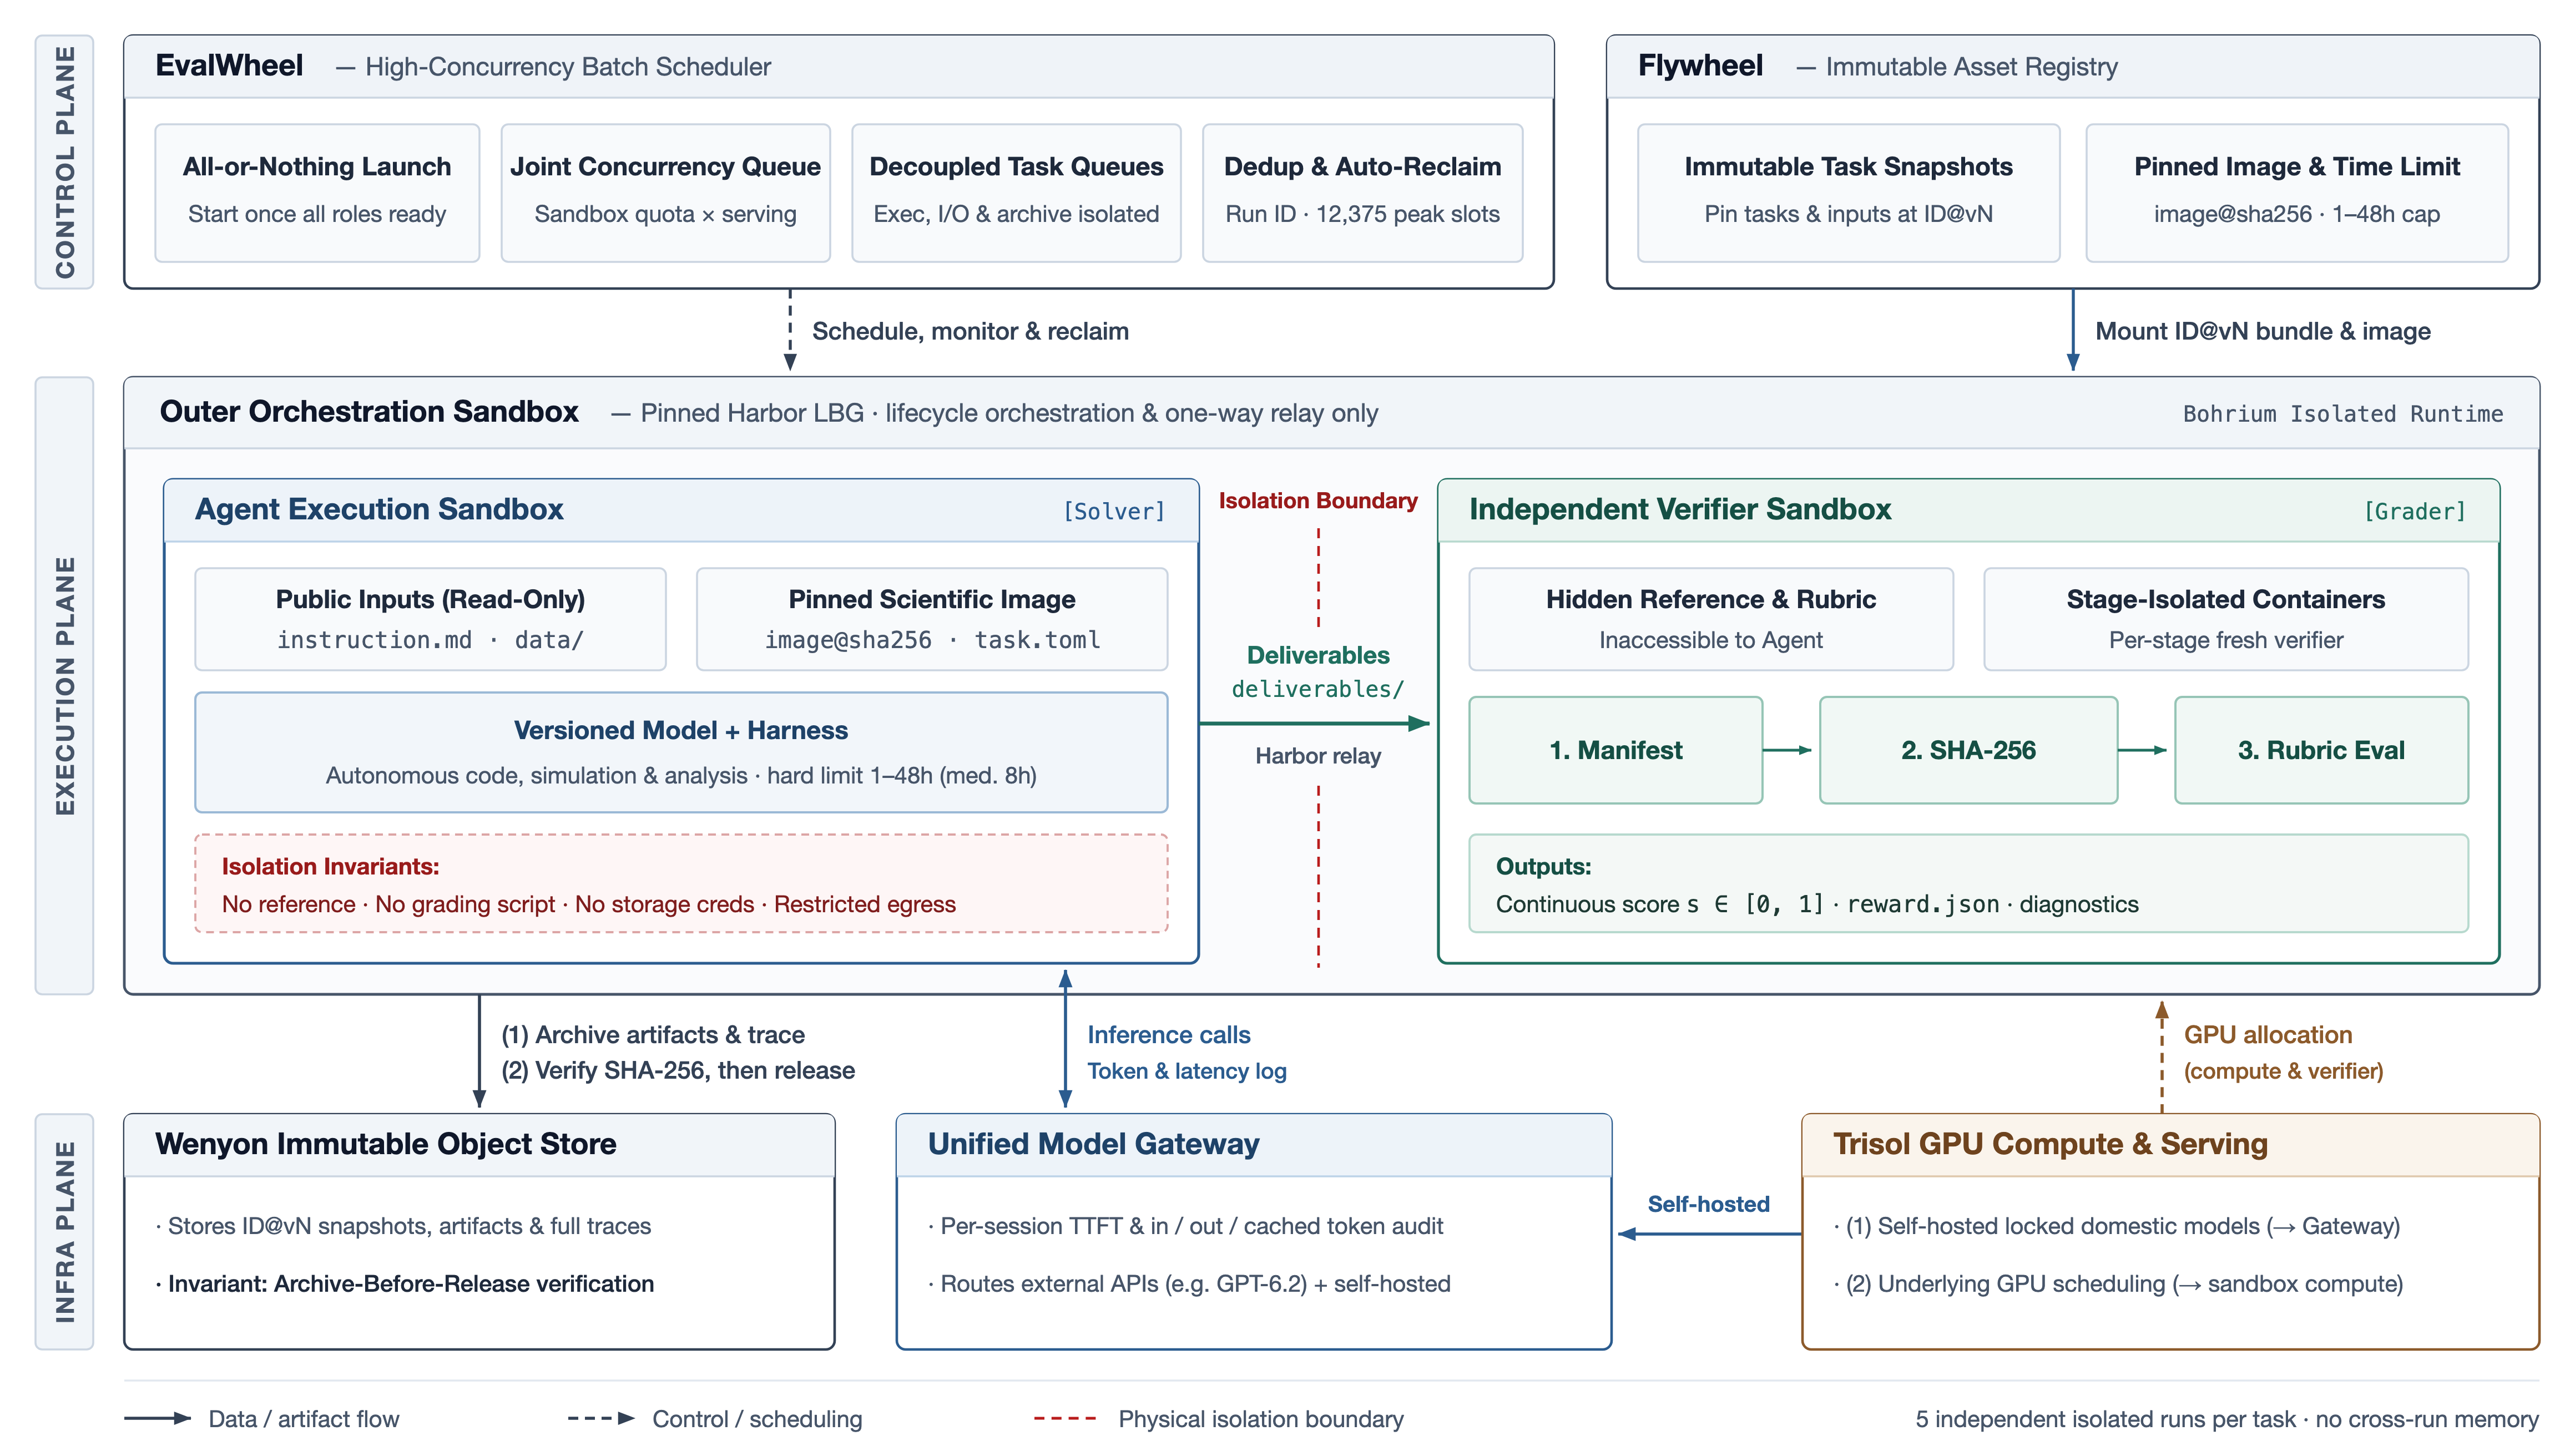 CONTROL PLANE
EvalWheel — High-Concurrency Batch Scheduler
All-or-Nothing Launch
Start once all roles ready
Joint Concurrency Queue
Sandbox quota × serving
Decoupled Task Queues
Exec, I/O & archive isolated
Dedup & Auto-Reclaim
Run ID · 12,375 peak slots
Flywheel — Immutable Asset Registry
Immutable Task Snapshots
Pin tasks & inputs at ID@vN
Pinned Image & Time Limit
image@sha256 · 1–48h cap
Schedule, monitor & reclaim
Mount ID@vN bundle & image
EXECUTION PLANE
Outer Orchestration Sandbox — Pinned Harbor LBG · lifecycle orchestration & one-way relay only
Bohrium Isolated Runtime
Agent Execution Sandbox
[Solver]
Public Inputs (Read-Only)
instruction.md · data/
Pinned Scientific Image
image@sha256 · task.toml
Versioned Model + Harness
Autonomous code, simulation & analysis · hard limit 1–48h (med. 8h)
Isolation Invariants:
No reference · No grading script · No storage creds · Restricted egress
Isolation Boundary
Deliverables
deliverables/
Harbor relay
Independent Verifier Sandbox
[Grader]
Hidden Reference & Rubric
Inaccessible to Agent
Stage-Isolated Containers
Per-stage fresh verifier
1. Manifest
2. SHA-256
3. Rubric Eval
Outputs:
Continuous score s ∈ [0, 1] · reward.json · diagnostics
(1) Archive artifacts & trace
(2) Verify SHA-256, then release
Inference calls
Token & latency log
GPU allocation
(compute & verifier)
INFRA PLANE
Wenyon Immutable Object Store
· Stores ID@vN snapshots, artifacts & full traces
· Invariant: Archive-Before-Release verification
Unified Model Gateway
· Per-session TTFT & in / out / cached token audit
· Routes external APIs (e.g. GPT-6.2) + self-hosted
Self-hosted
Trisol GPU Compute & Serving
· (1) Self-hosted locked domestic models (→ Gateway)
· (2) Underlying GPU scheduling (→ sandbox compute)
Data / artifact flow
Control / scheduling
Physical isolation boundary
5 independent isolated runs per task · no cross-run memory